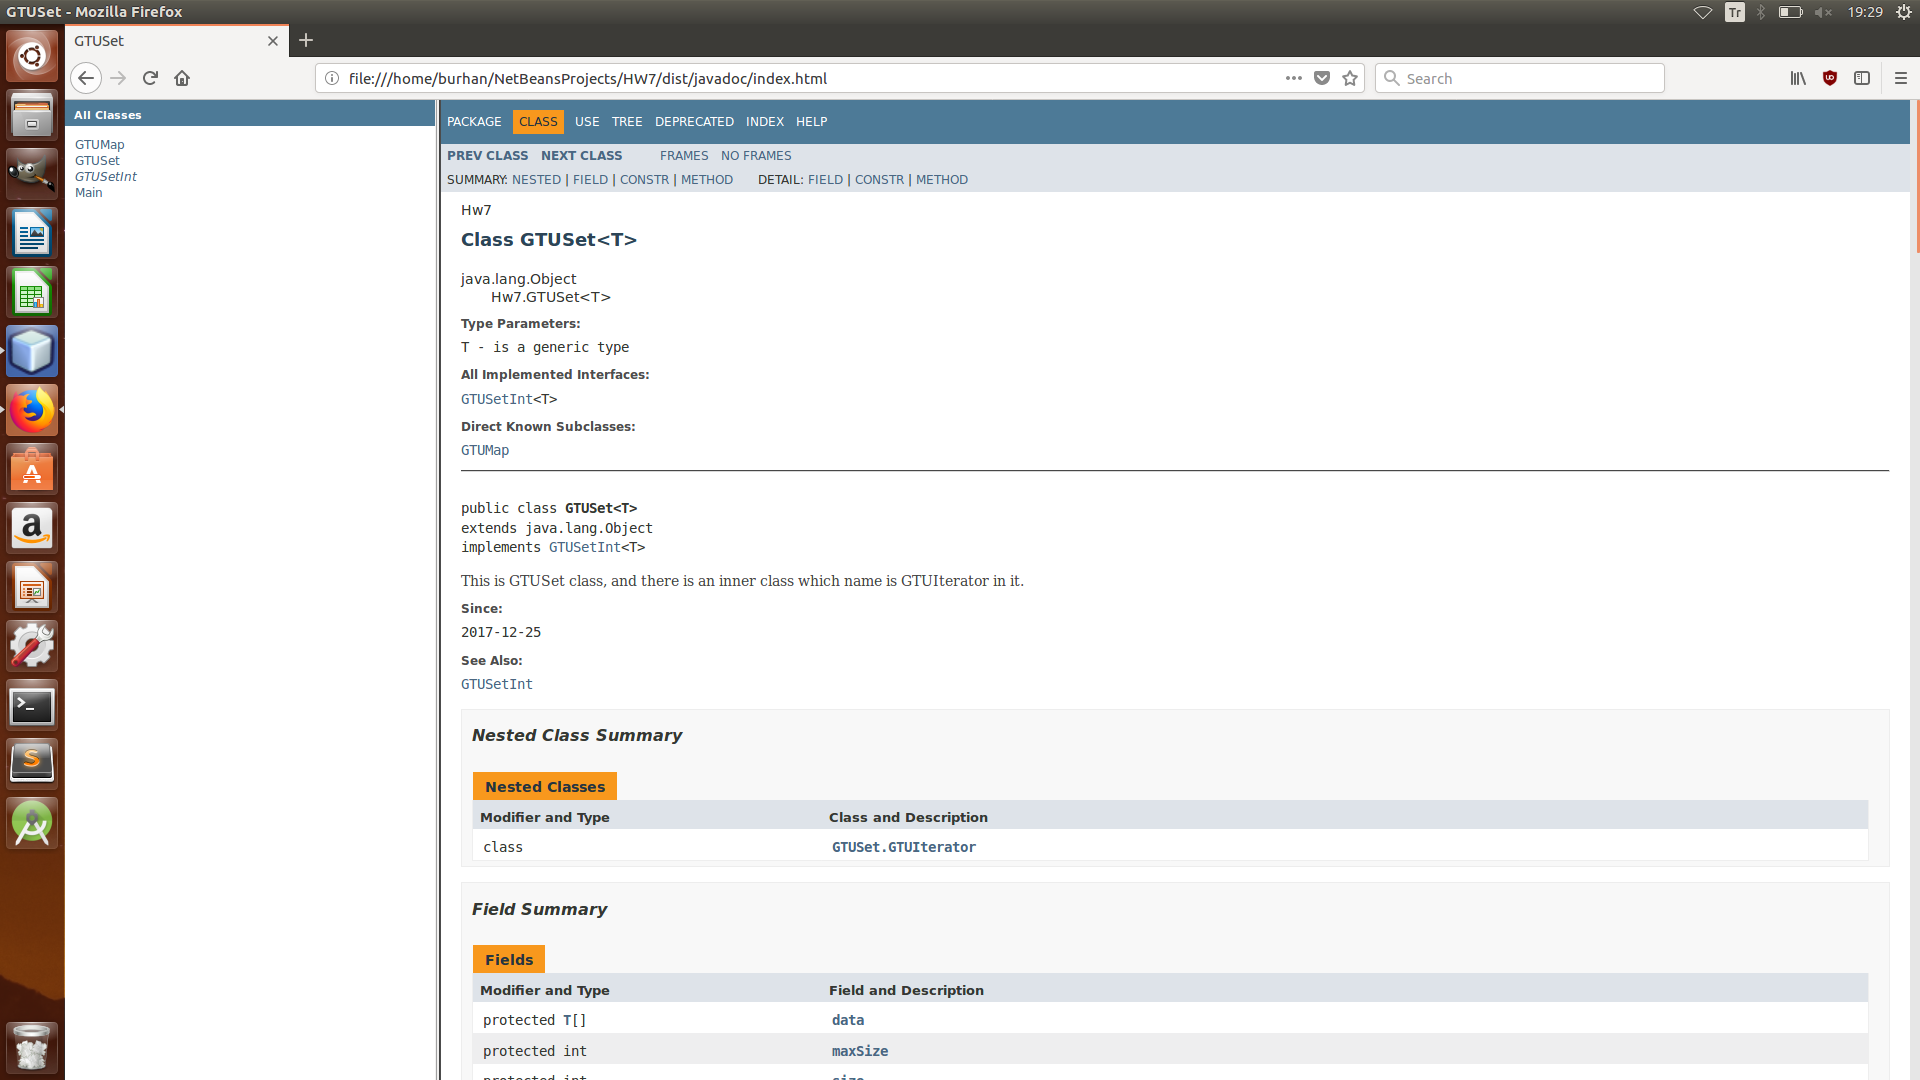 GTUSet - Mozilla Firefox
Tr
19:29
GTUSet
file:///home/burhan/NetBeansProjects/HW7/dist/javadoc/index.html
Search
All Classes
GTUMap
GTUSet
GTUSetInt
Main
PACKAGE CLASS USE TREE DEPRECATED INDEX HELP
PREV CLASS NEXT CLASS FRAMES NO FRAMES
SUMMARY: NESTED | FIELD | CONSTR | METHOD DETAIL: FIELD | CONSTR | METHOD
Hw7
Class GTUSet<T>
java.lang.Object
Hw7.GTUSet<T>
Type Parameters:
T - is a generic type
All Implemented Interfaces:
GTUSetInt<T>
Direct Known Subclasses:
GTUMap
public class GTUSet<T>
extends java.lang.Object
implements GTUSetInt<T>
This is GTUSet class, and there is an inner class which name is GTUIterator in it.
Since:
2017-12-25
See Also:
GTUSetInt
Nested Class Summary
Nested Classes
Modifier and Type Class and Description
class GTUSet.GTUIterator
Field Summary
Fields
Modifier and Type Field and Description
protected T[] data
protected int maxSize
protected int size